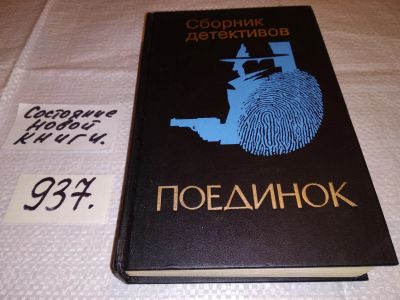 Сборник
детективов
ПОЕДИНОК
Состояние
новой
книги.
937.